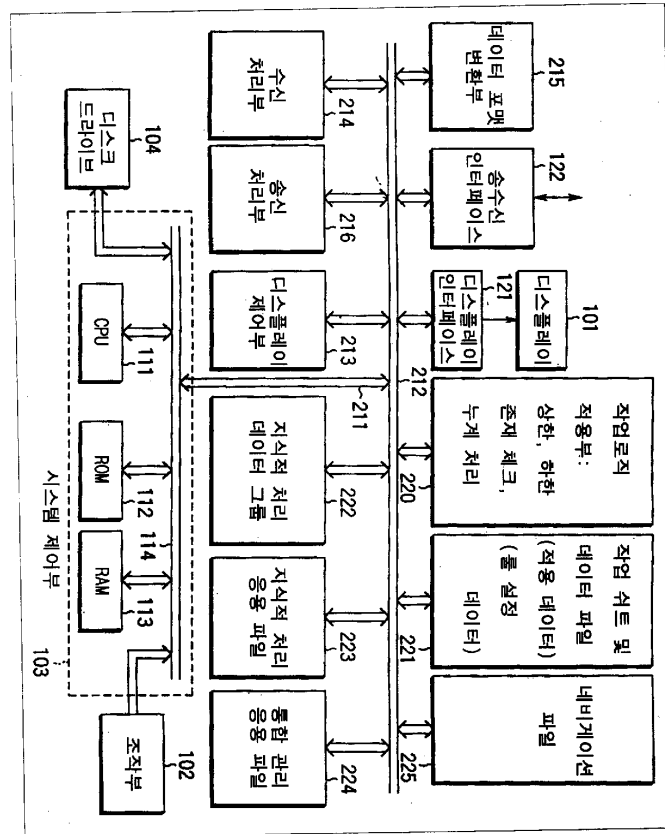 215
데이터 포맷
변환부
122
송수신
인터페이스
101
디스플레이
121
디스플레이
인터페이스
작업로직
적용부:
상한, 하한
존재 체크,
누계 처리
220
작업 쉬트 및
데이터 파일
(적용 데이터)
(룰 설정
데이터)
221
네비게이션
파일
225
212
211
수신
처리부
214
송신
처리부
216
디스플레이
제어부
213
지식적 처리
데이터 그룹
222
지식적 처리
응용 파일
223
통합 관리
응용 파일
224
디스크
드라이브
104
114
CPU
111
ROM
112
RAM
113
시스템 제어부
103
조작부
102